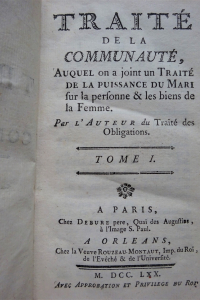 TRAITÉ
DE LA
COMMUNAUTÉ,
AUQUEL on a joint un TRAITÉ
DE LA PUISSANCE DU MARI
sur la personne & les biens de
la Femme.
Par L'AUTEUR du Traité des
Obligations.
TOME I.
A PARIS,
Chez DEBURE pere, Quai des Augustins,
à l'Image S. Paul.
A ORLEANS,
Chez la Veuve ROUZEAU-MONTAUT, Imp. du Roi,
de l'Evêché & de l'Université.
M. DCC. LXX.
AVEC APPROBATION ET PRIVILEGE DU ROI.